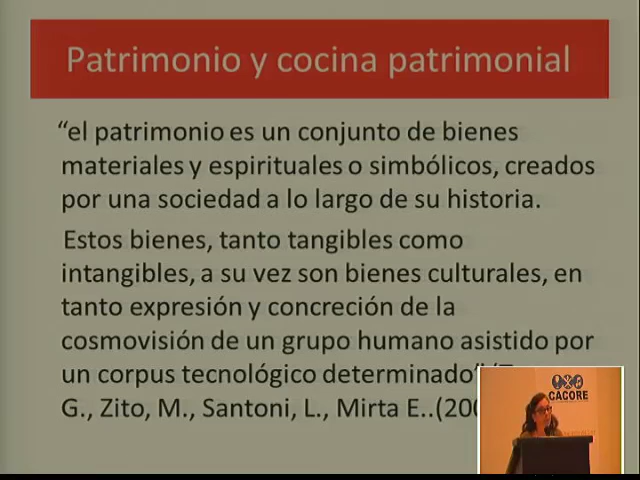 Patrimonio y cocina patrimonial
“el patrimonio es un conjunto de bienes
materiales y espirituales o simbólicos, creados
por una sociedad a lo largo de su historia.
Estos bienes, tanto tangibles como
intangibles, a su vez son bienes culturales, en
tanto expresión y concreción de la
cosmovisión de un grupo humano asistido por
un corpus tecnológico determinado”
G., Zito, M., Santoni, L., Mirta E..(200
CACORE